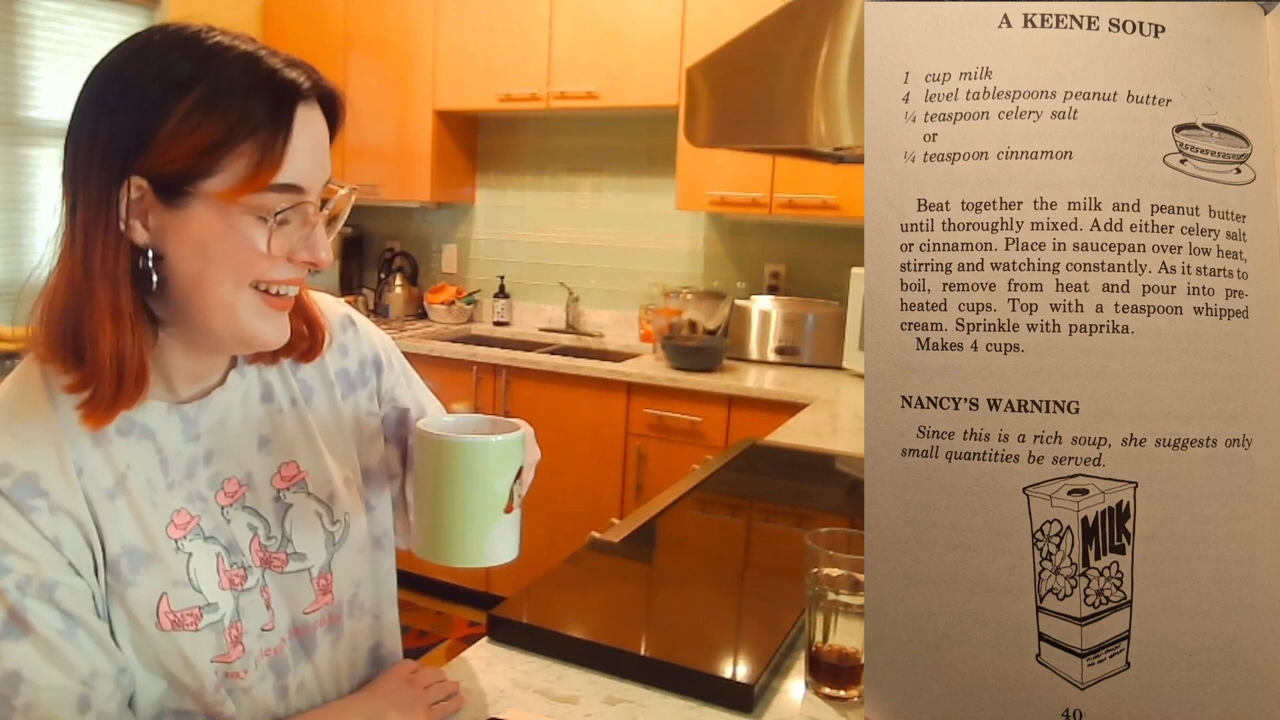 A KEENE SOUP
1 cup milk
4 level tablespoons peanut butter
¼ teaspoon celery salt
or
¼ teaspoon cinnamon
Beat together the milk and peanut butter
until thoroughly mixed. Add either celery salt
or cinnamon. Place in saucepan over low heat,
stirring and watching constantly. As it starts to
boil, remove from heat and pour into pre-
heated cups. Top with a teaspoon whipped
cream. Sprinkle with paprika.
Makes 4 cups.
NANCY'S WARNING
Since this is a rich soup, she suggests only
small quantities be served.
MILK
40